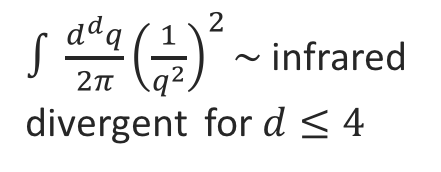 ∫ d^d q / 2π (1/q²)² ~ infrared
divergent for d ≤ 4